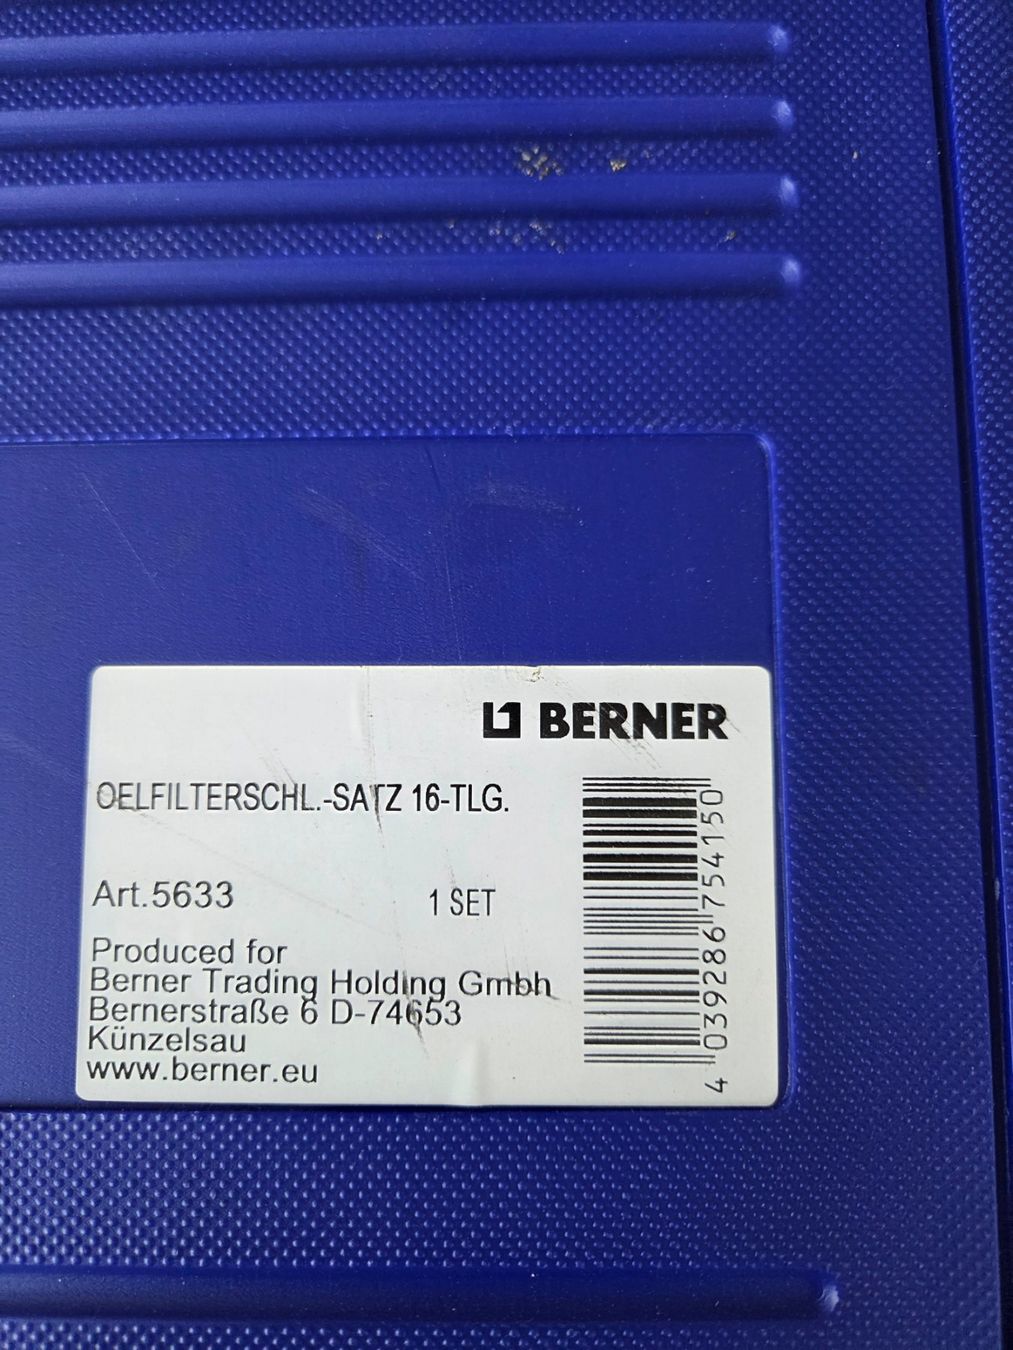 BERNER
OELFILTERSCHL.-SATZ 16-TLG.
Art.5633 1 SET
Produced for
Berner Trading Holding Gmbh
Bernerstraße 6 D-74653
Künzelsau
www.berner.eu
4 039286 754150